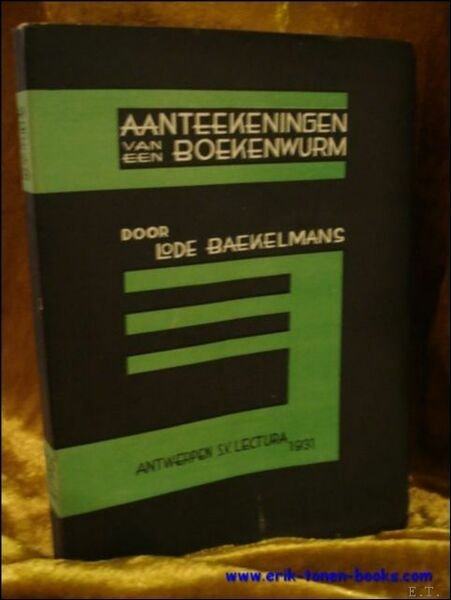 AANTEEKENINGEN
VAN EEN BOEKENWURM
DOOR
LODE BAEKELMANS
ANTWERPEN S.V. LECTURA 1931
www.erik-tonen-books.com
E.T.